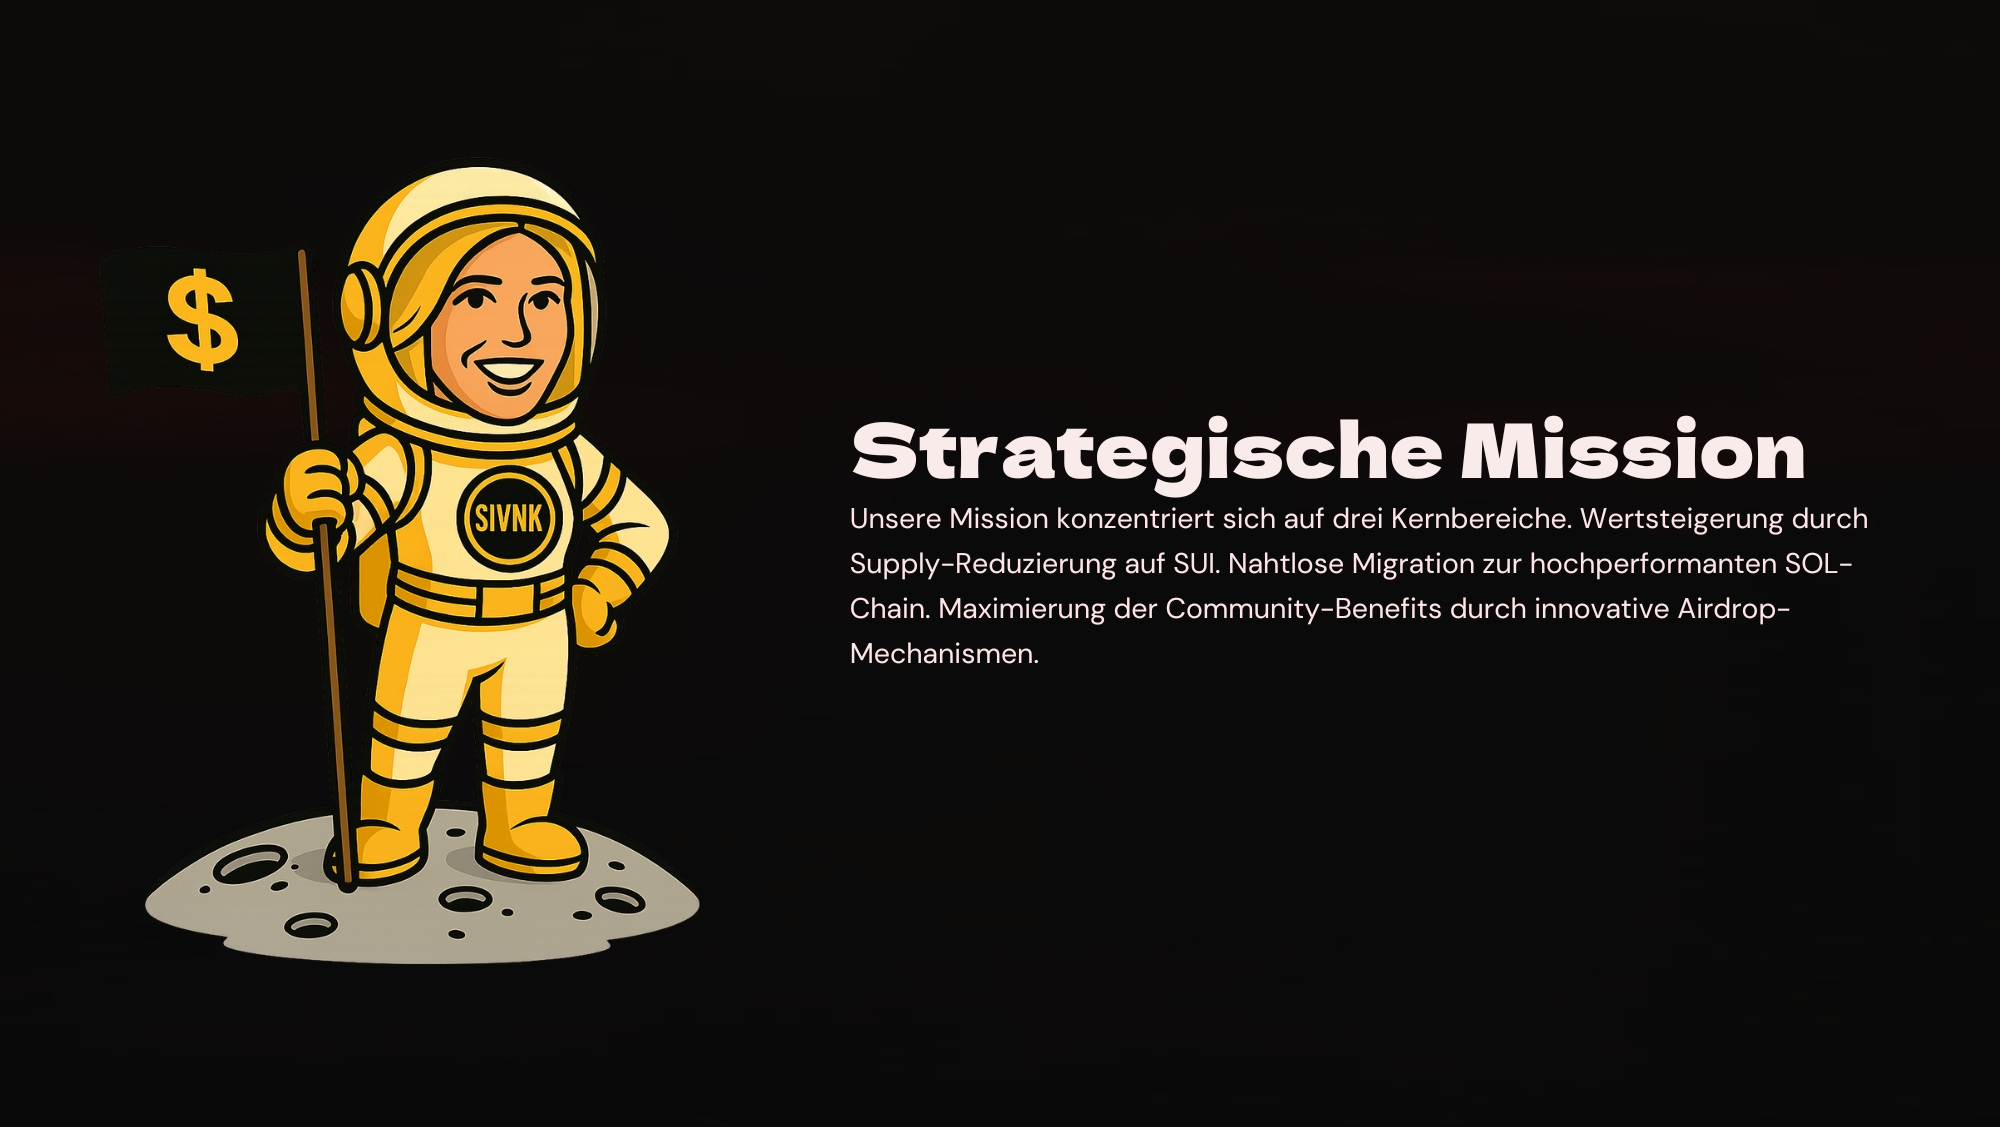 $
SIVNK
Strategische Mission
Unsere Mission konzentriert sich auf drei Kernbereiche. Wertsteigerung durch
Supply-Reduzierung auf SUI. Nahtlose Migration zur hochperformanten SOL-
Chain. Maximierung der Community-Benefits durch innovative Airdrop-
Mechanismen.